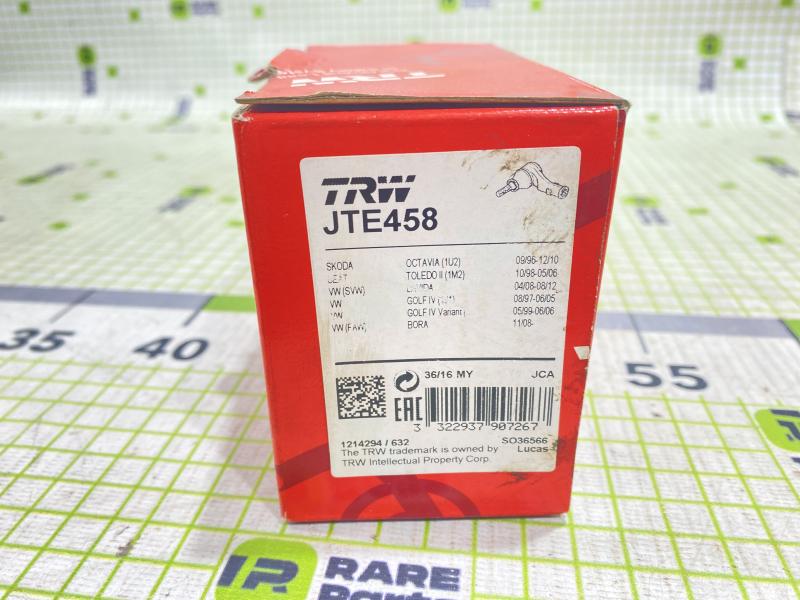 TRW
TRW
JTE458
SKODA OCTAVIA (1U2) 09/96-12/10
TOLEDO II (1M2) 10/98-05/06
VW (SVW) 04/08-08/12
VW GOLF IV 08/97-06/05
GOLF IV Variant 05/99-06/06
VW (FAW) BORA 11/08-
36/16 MY JCA
EAC
3 322937 907267
1214294 / 632 SO36566
The TRW trademark is owned by Lucas
TRW Intellectual Property Corp.
35
40
55
RARE
Parts